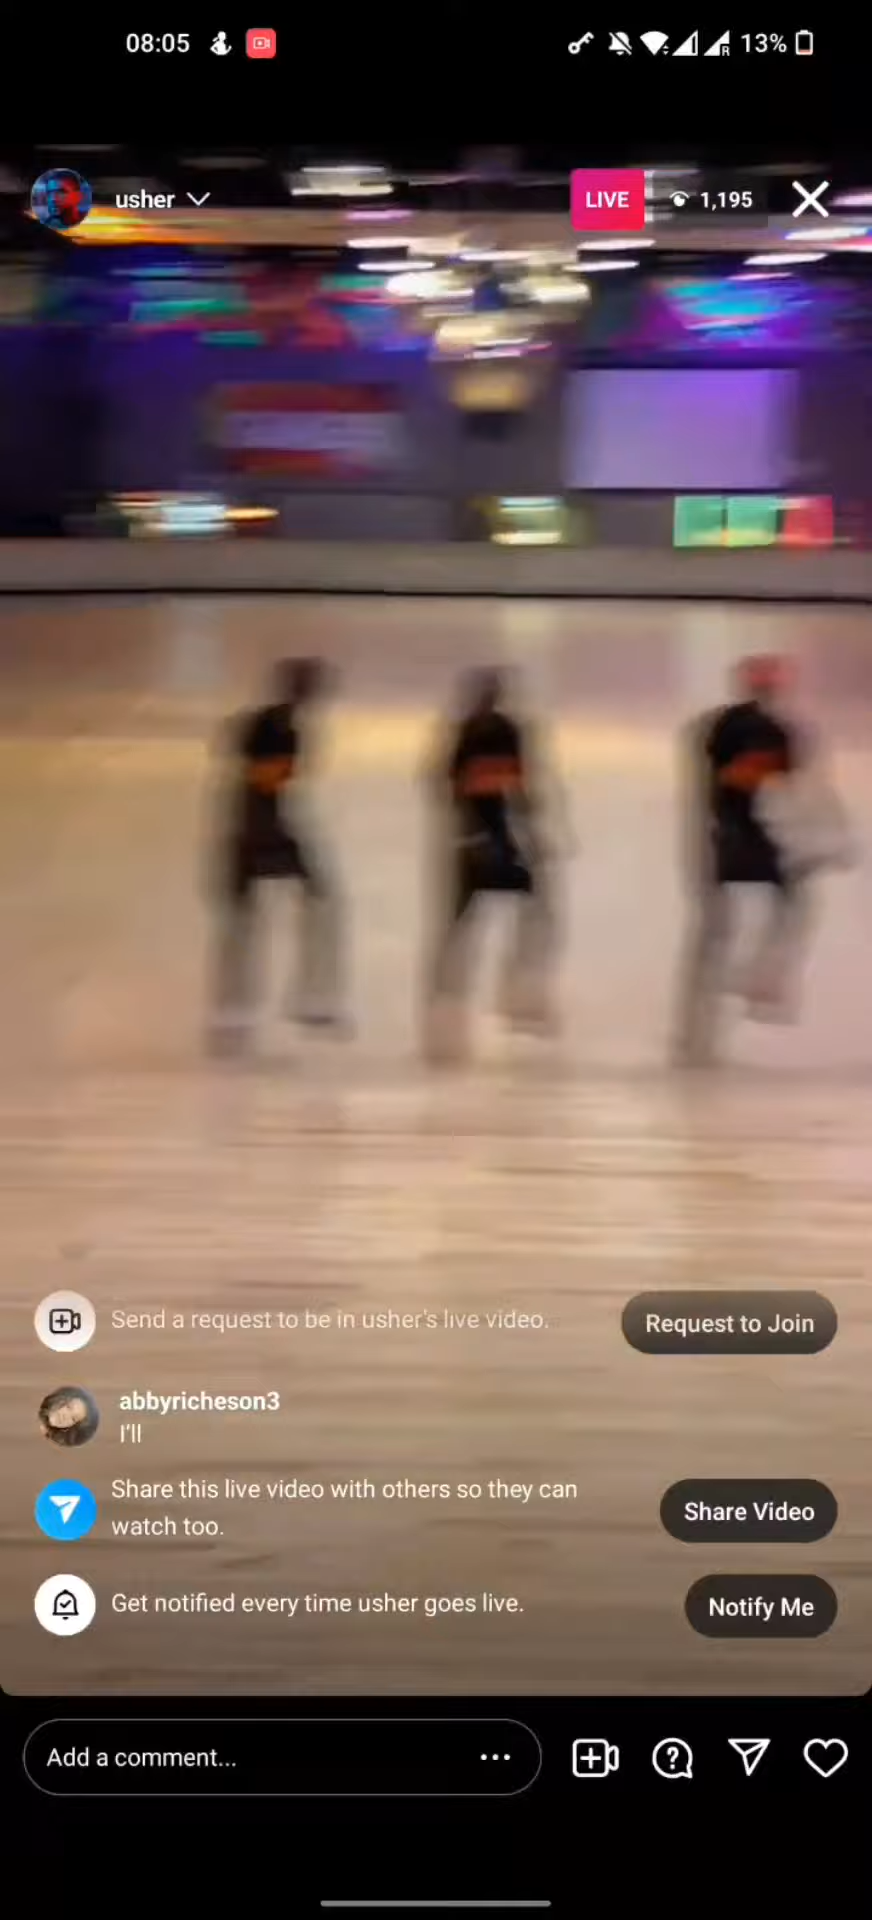 08:05
13%
usher
LIVE
1,195
Send a request to be in usher's live video.
Request to Join
abbyricheson3
I'll
Share this live video with others so they can
watch too.
Share Video
Get notified every time usher goes live.
Notify Me
Add a comment...